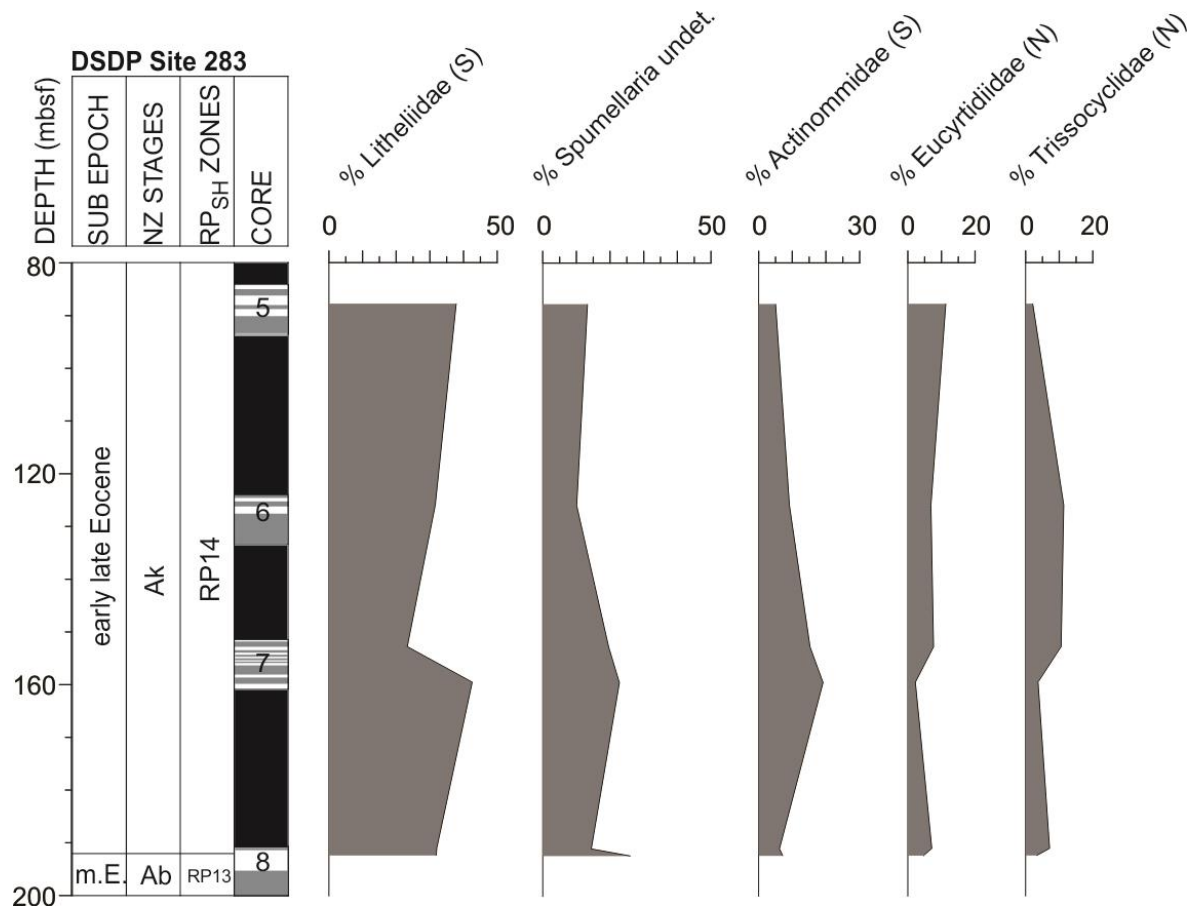 DSDP Site 283
DEPTH (mbsf)
SUB EPOCH
NZ STAGES
RPSH ZONES
CORE
% Litheliidae (S)
% Spumellaria undet.
% Actinommidae (S)
% Eucyrtidiidae (N)
% Trissocyclidae (N)
0 50 0 50 0 30 0 20 0 20
80
5
120
6
early late Eocene
Ak
RP14
7
160
m.E. Ab RP13 8
200